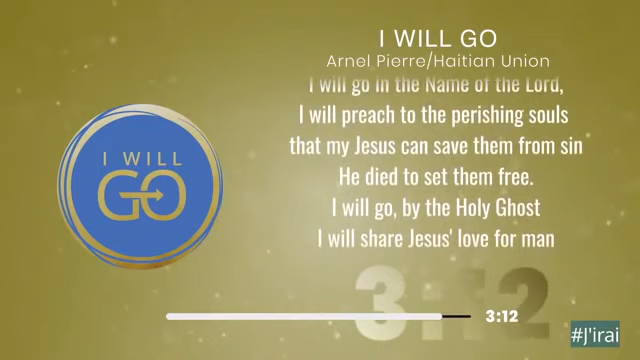 I WILL GO
Arnel Pierre/Haitian Union
I will go in the Name of the Lord,
I will preach to the perishing souls
that my Jesus can save them from sin
He died to set them free.
I will go, by the Holy Ghost
I will share Jesus' love for man
I WILL
GO
3:12
3:12
#J'irai